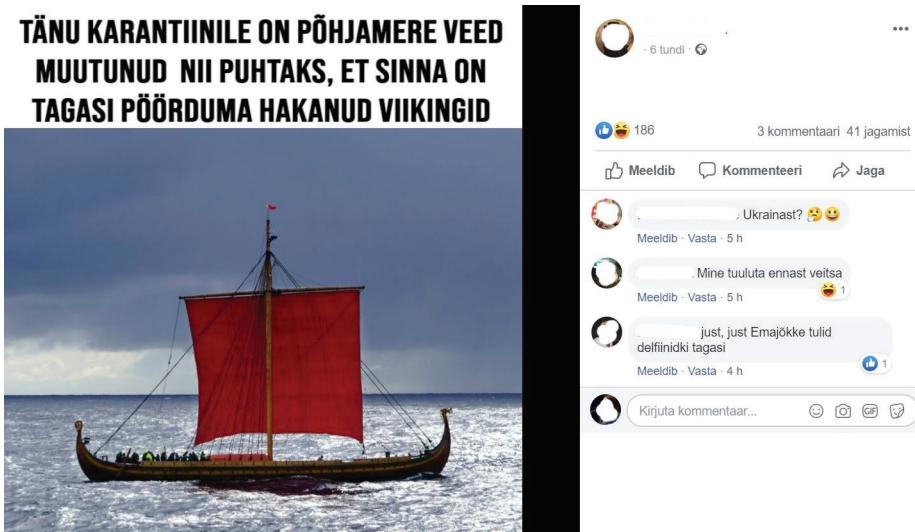 TÄNU KARANTIINILE ON PÕHJAMERE VEED
MUUTUNUD NII PUHTAKS, ET SINNA ON
TAGASI PÖÖRDUMA HAKANUD VIIKINGID
· 6 tundi ·
186
3 kommentaari 41 jagamist
Meeldib
Kommenteeri
Jaga
Ukrainast? 🤔😃
Meeldib · Vasta · 5 h
Mine tuuluta ennast veitsa
1
Meeldib · Vasta · 5 h
just, just Emajõkke tulid
delfiinidki tagasi
1
Meeldib · Vasta · 4 h
Kirjuta kommentaar...
GIF